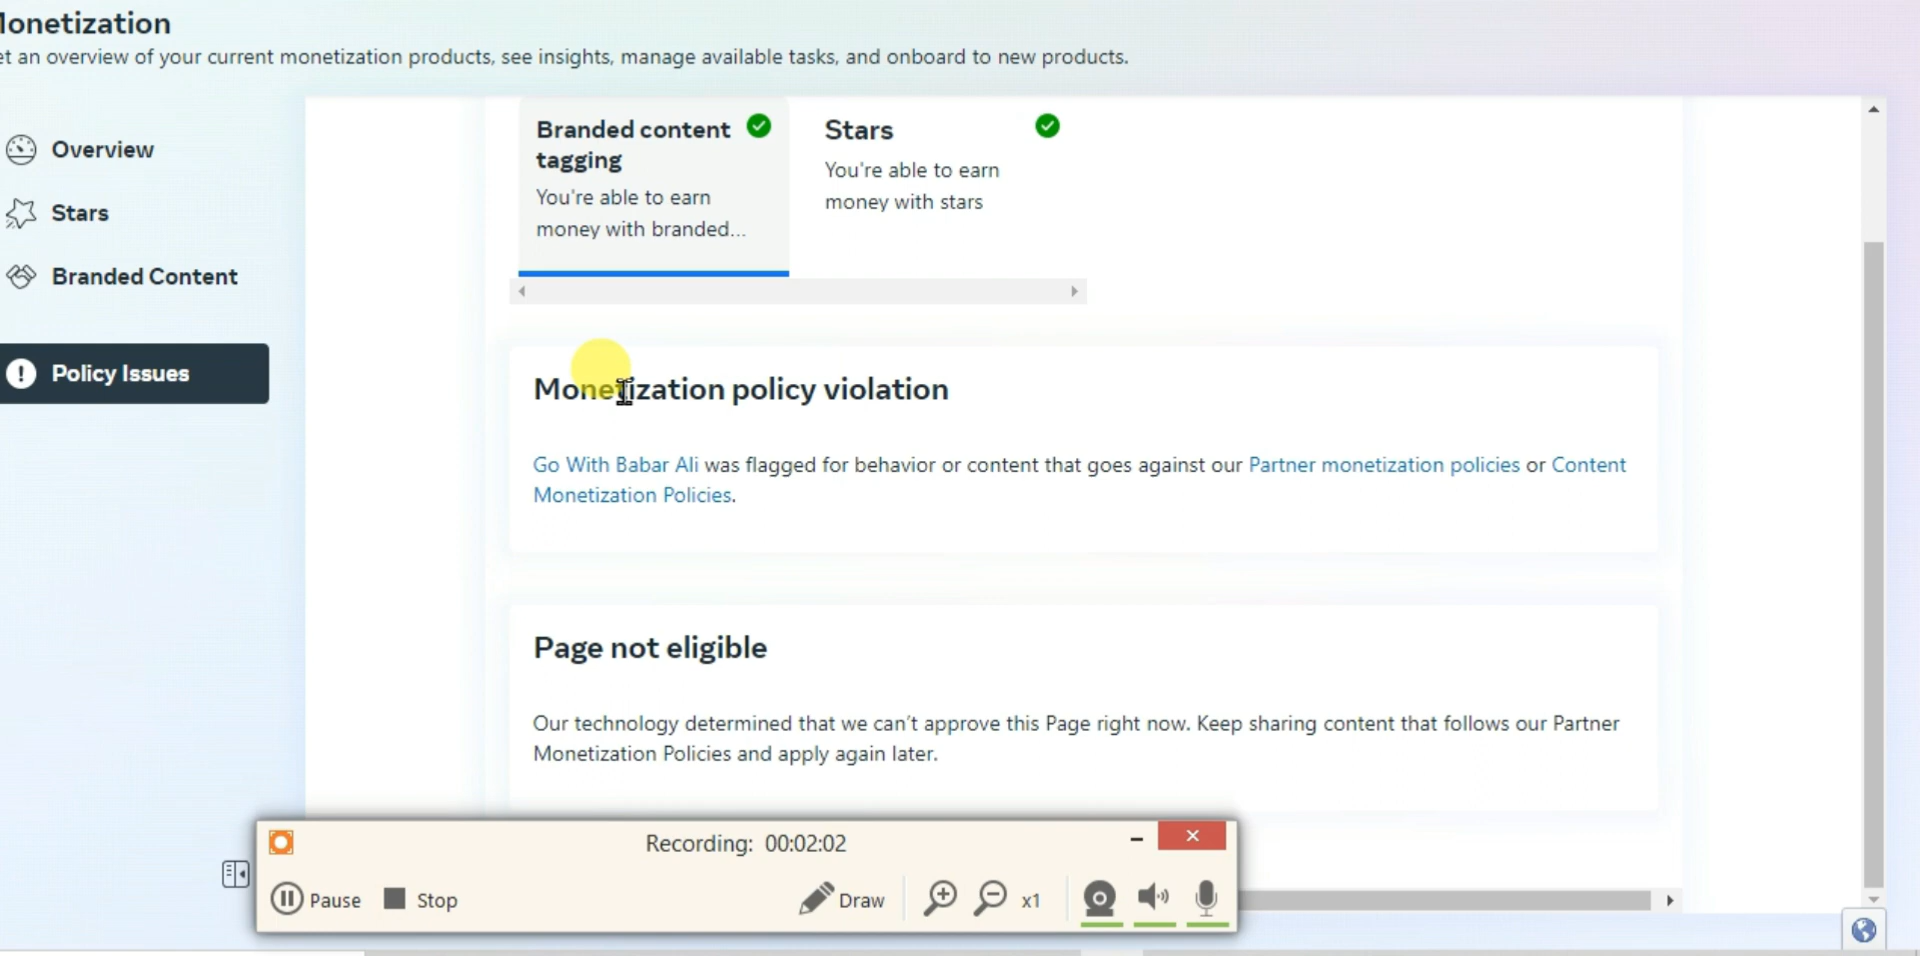 onetization
et an overview of your current monetization products, see insights, manage available tasks, and onboard to new products.
Overview
Stars
Branded Content
Policy Issues
Branded content
tagging
You're able to earn
money with branded...
Stars
You're able to earn
money with stars
Monetization policy violation
Go With Babar Ali was flagged for behavior or content that goes against our Partner monetization policies or Content
Monetization Policies.
Page not eligible
Our technology determined that we can't approve this Page right now. Keep sharing content that follows our Partner
Monetization Policies and apply again later.
Recording: 00:02:02
Pause Stop Draw x1